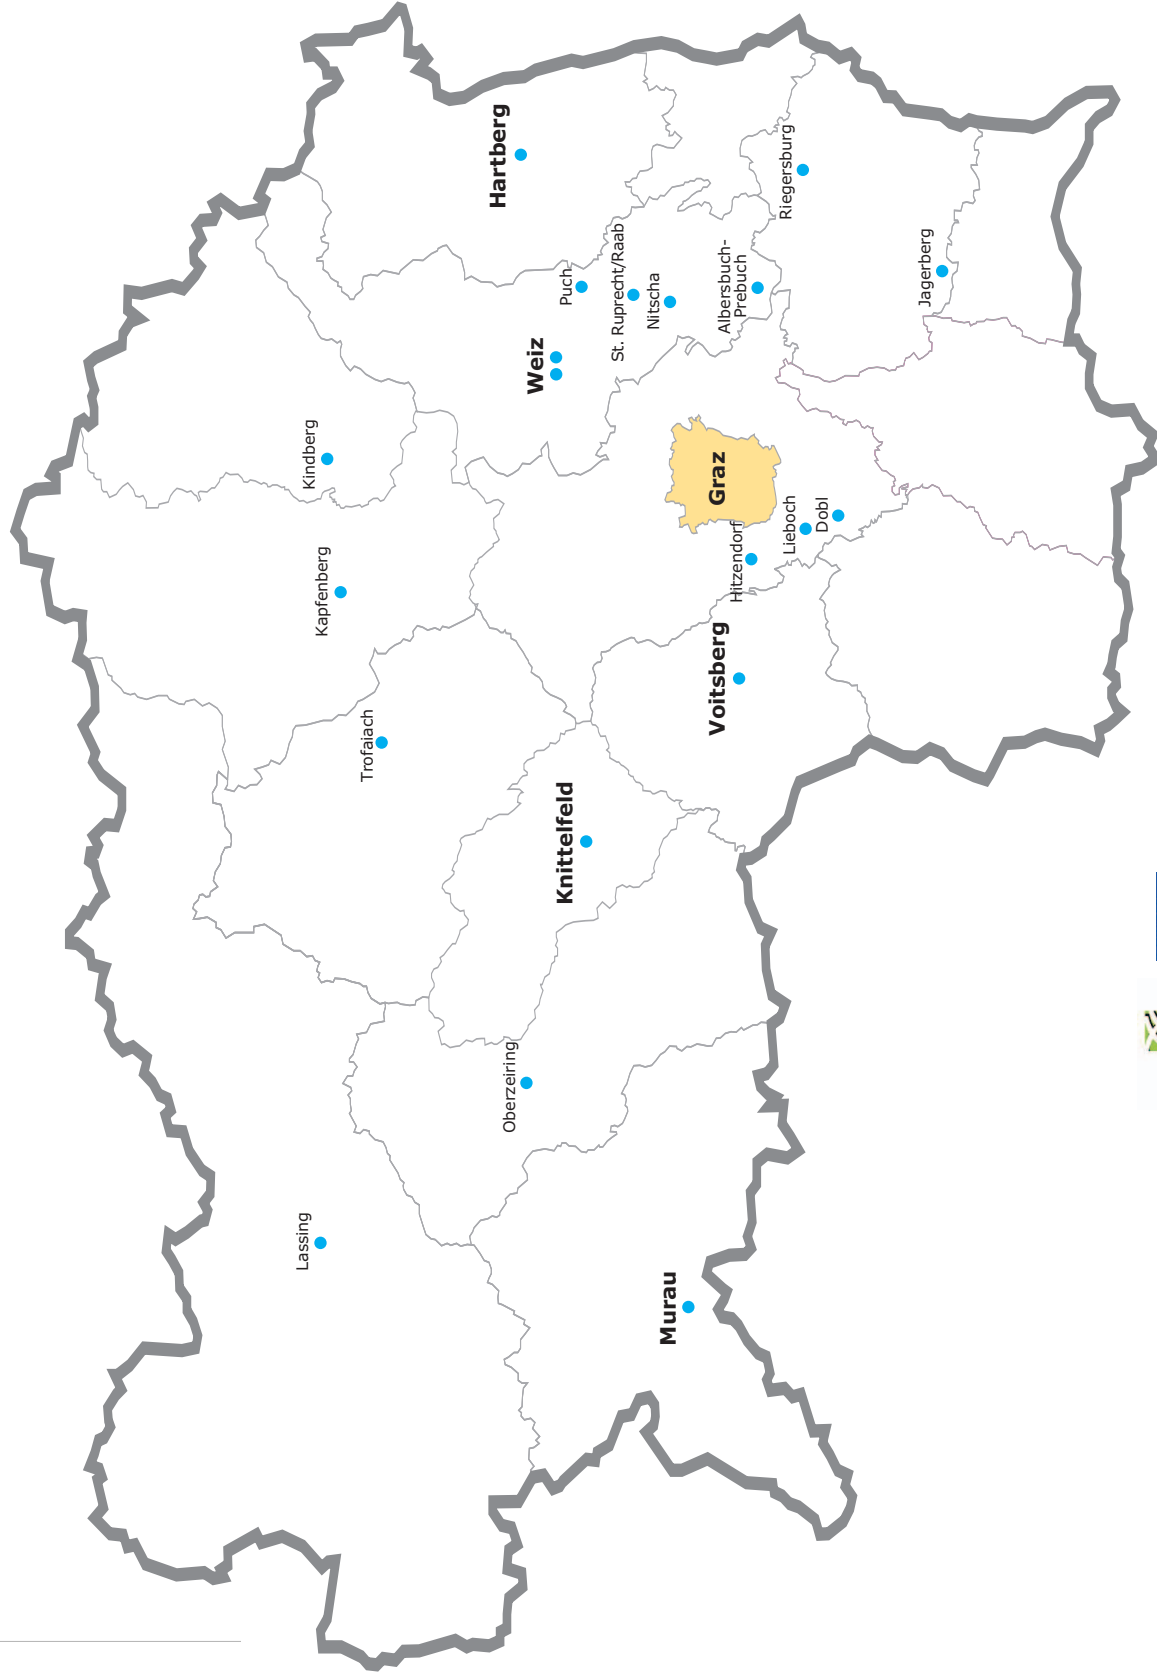 Hartberg
Riegersburg
Jagerberg
Puch
St. Ruprecht/Raab
Nitscha
Albersbuch-
Prebuch
Weiz
Kindberg
Graz
Kapfenberg
Hitzendorf
Lieboch
Dobl
Voitsberg
Trofaiach
Knittelfeld
Oberzeiring
Lassing
Murau